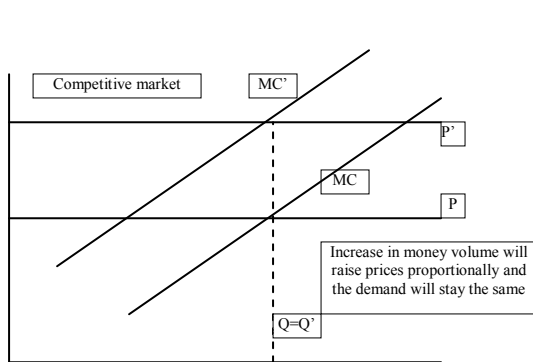 Competitive market
MC’
P’
MC
P
Increase in money volume will
raise prices proportionally and
the demand will stay the same
Q=Q’